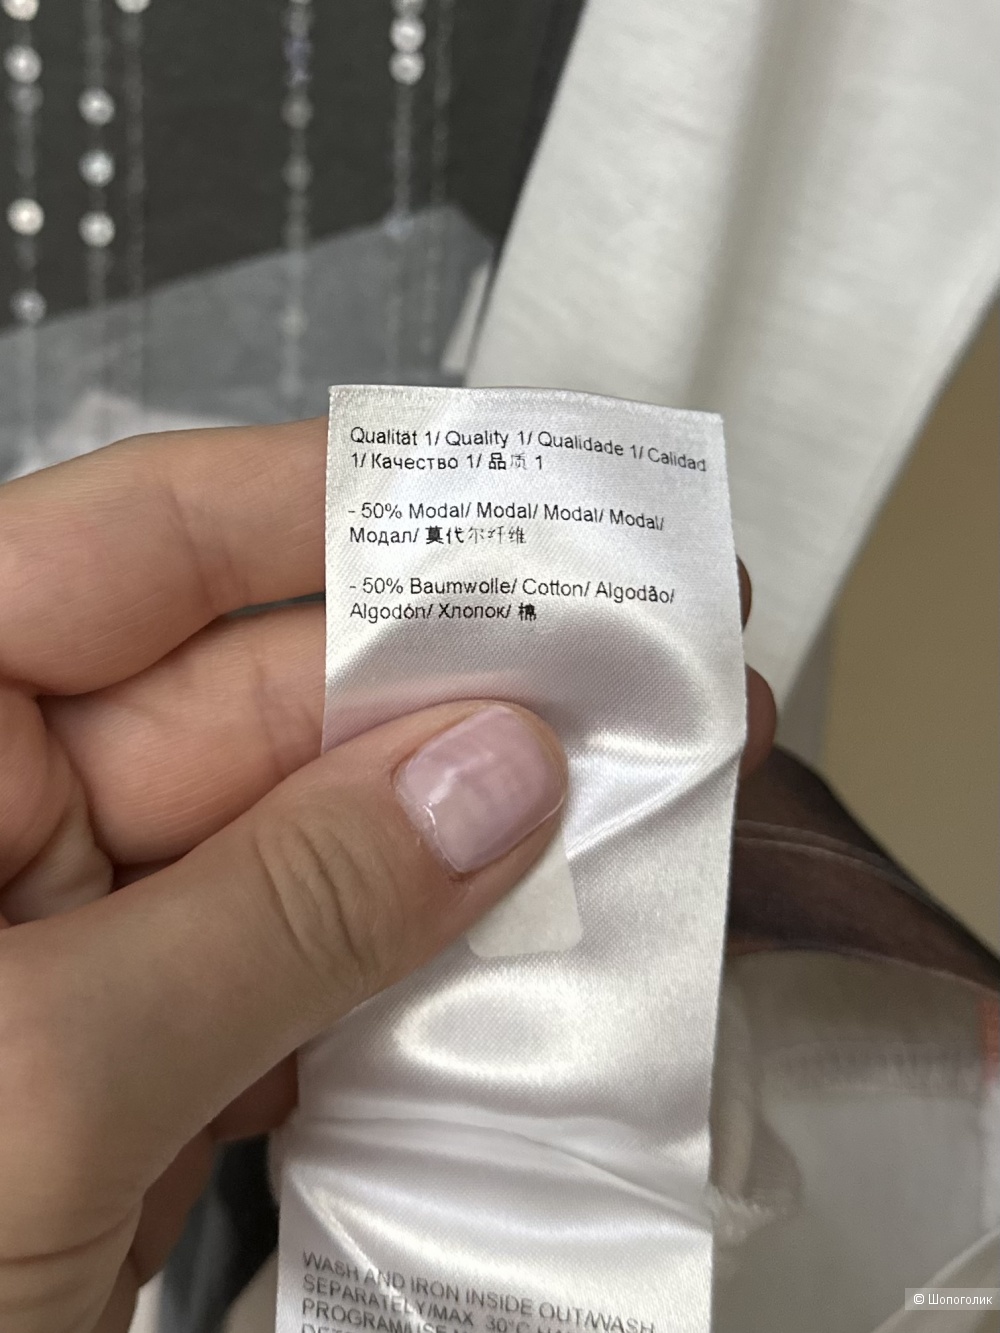 Qualität 1/ Quality 1/ Qualidade 1/ Calidad
1/ Качество 1/ 品质 1
- 50% Modal/ Modal/ Modal/ Modal/
Модал/ 莫代尔纤维
- 50% Baumwolle/ Cotton/ Algodão/
Algodón/ Хлопок/ 棉
WASH AND IRON INSIDE OUT/WASH
SEPARATELY/MAX 30°C
PROGRAM/USE
© Шопоголик